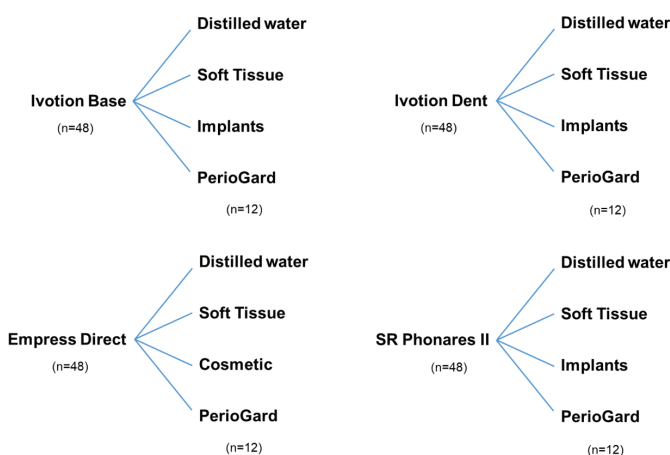 Distilled water
Soft Tissue
Ivotion Base
(n=48)
Implants
PerioGard
(n=12)
Distilled water
Soft Tissue
Ivotion Dent
(n=48)
Implants
PerioGard
(n=12)
Distilled water
Soft Tissue
Empress Direct
(n=48)
Cosmetic
PerioGard
(n=12)
Distilled water
Soft Tissue
SR Phonares II
(n=48)
Implants
PerioGard
(n=12)